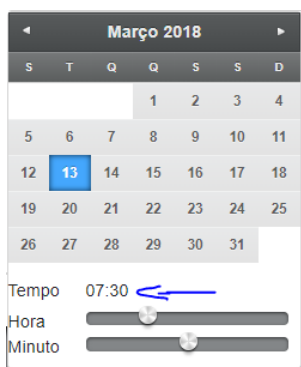 Março 2018
S T Q Q S S D
1 2 3 4
5 6 7 8 9 10 11
12 13 14 15 16 17 18
19 20 21 22 23 24 25
26 27 28 29 30 31
Tempo 07:30
Hora
Minuto